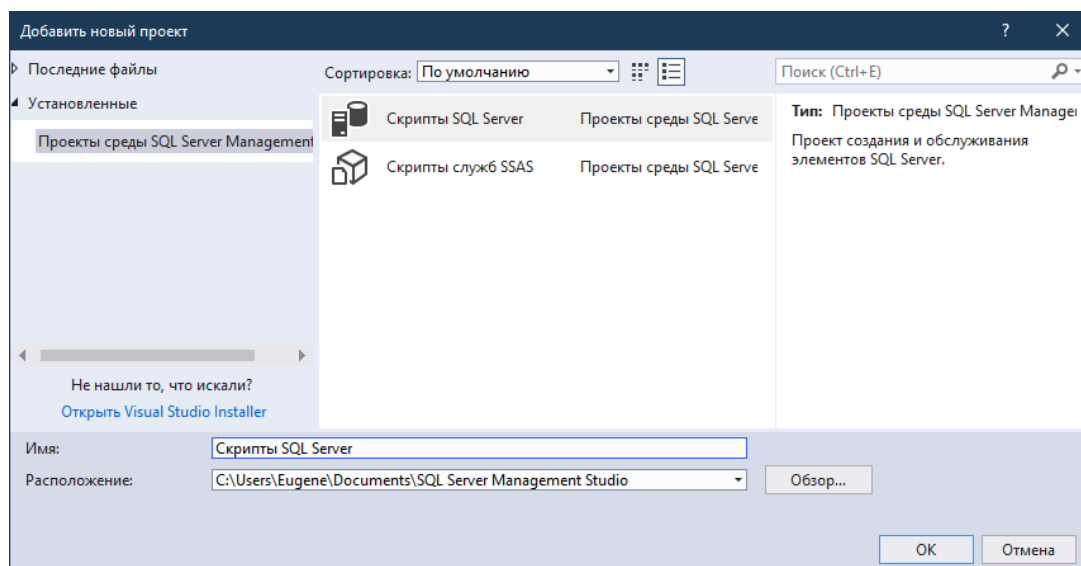 Добавить новый проект
?
Последние файлы
Установленные
Проекты среды SQL Server Management
Не нашли то, что искали?
Открыть Visual Studio Installer
Сортировка: По умолчанию
Скрипты SQL Server Проекты среды SQL Serve
Скрипты служб SSAS Проекты среды SQL Serve
Поиск (Ctrl+E)
Тип: Проекты среды SQL Server Manager
Проект создания и обслуживания
элементов SQL Server.
Имя: Скрипты SQL Server
Расположение: C:\Users\Eugene\Documents\SQL Server Management Studio Обзор...
OK Отмена